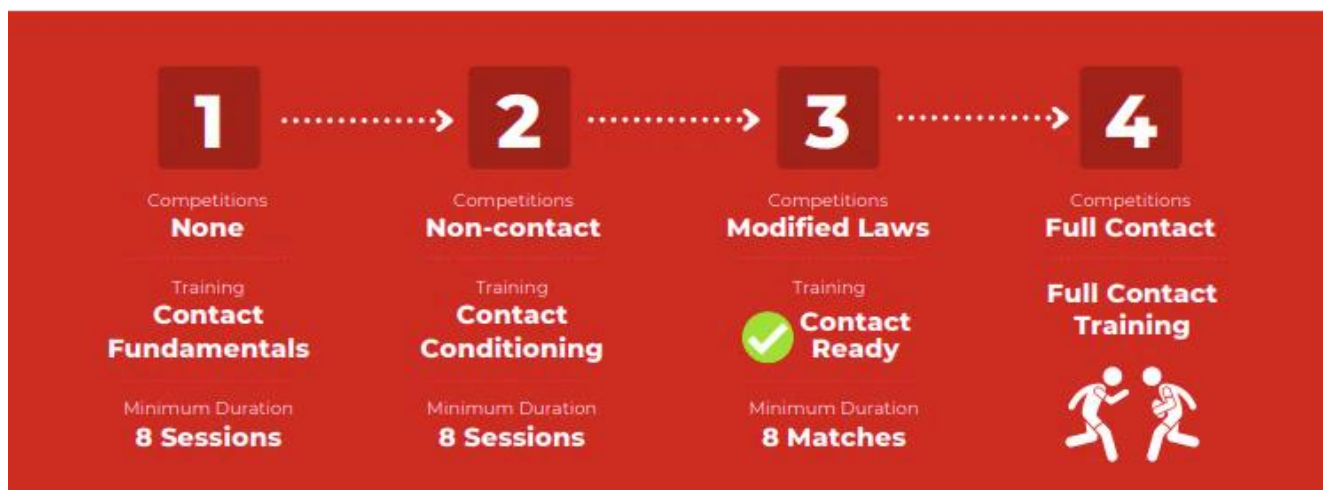 1
Competitions
None
Training
Contact
Fundamentals
Minimum Duration
8 Sessions
2
Competitions
Non-contact
Training
Contact
Conditioning
Minimum Duration
8 Sessions
3
Competitions
Modified Laws
Training
Contact
Ready
Minimum Duration
8 Matches
4
Competitions
Full Contact
Full Contact
Training